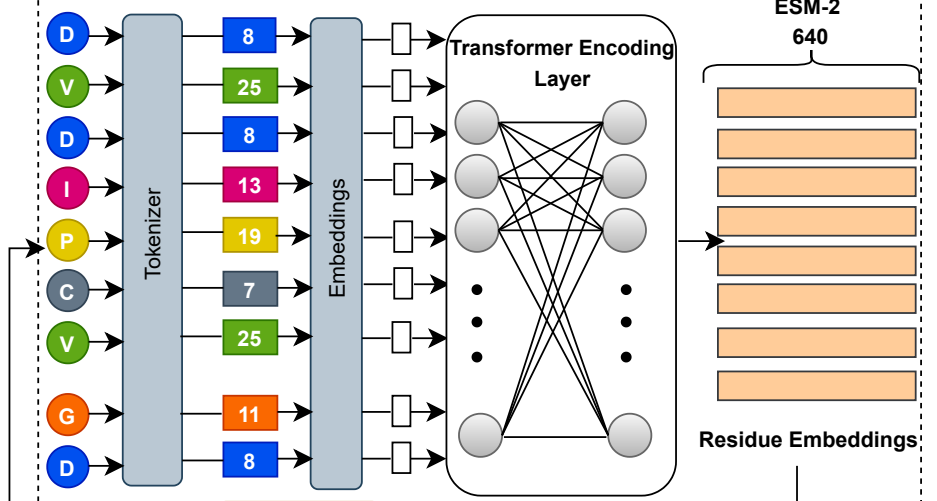 D
V
D
I
P
C
V
G
D
Tokenizer
8
25
8
13
19
7
25
11
8
Embeddings
Transformer Encoding
Layer
ESM-2
640
Residue Embeddings